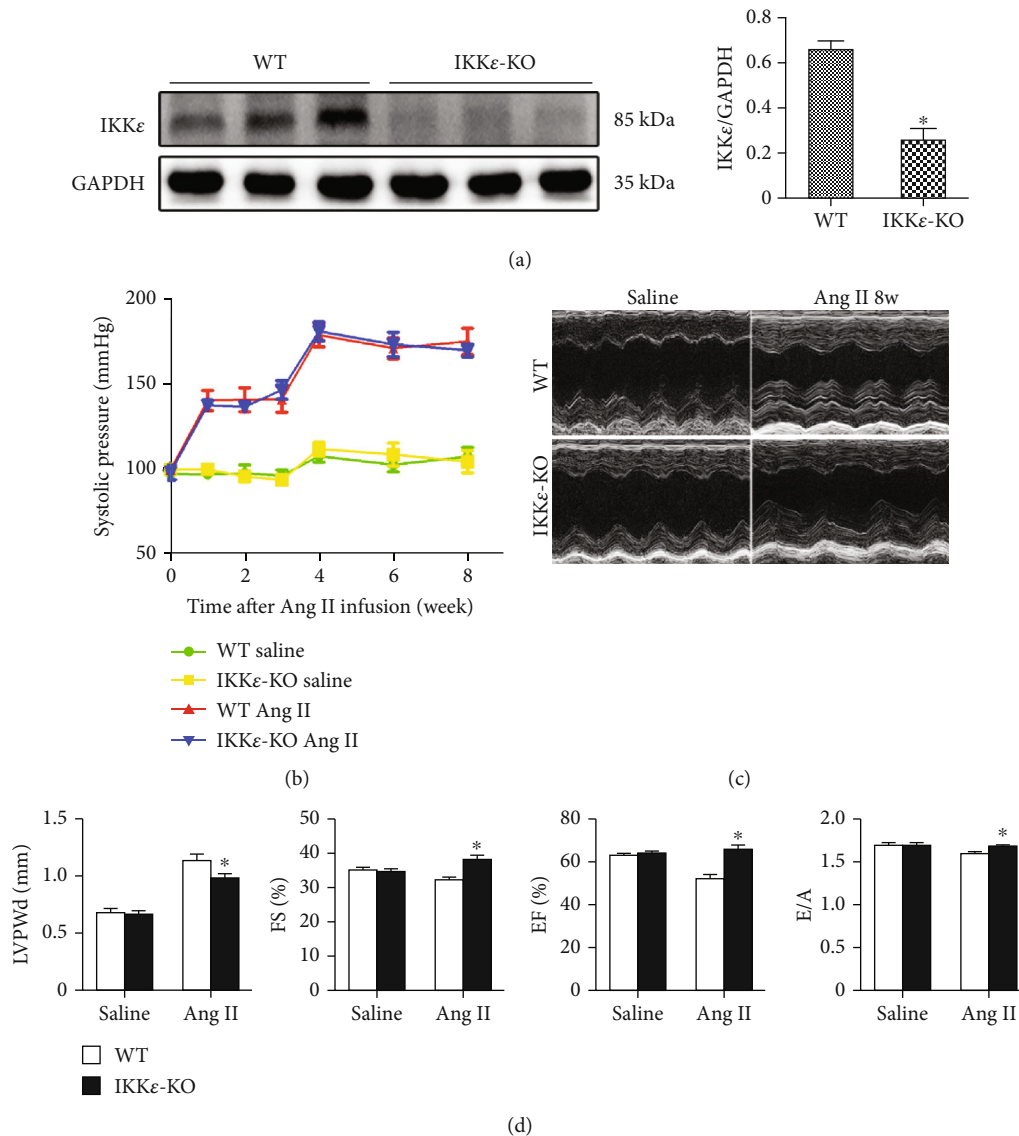 WT IKKε-KO
IKKε 85 kDa
GAPDH 35 kDa
0.8
0.6
0.4
0.2
0
IKKε/GAPDH
*
WT IKKε-KO
(a)
200
150
100
50
Systolic pressure (mmHg)
0 2 4 6 8
Time after Ang II infusion (week)
WT saline
IKKε-KO saline
WT Ang II
IKKε-KO Ang II
(b)
Saline Ang II 8w
WT
IKKε-KO
(c)
1.5
1.0
0.5
0
LVPWd (mm)
*
Saline Ang II
50
40
30
20
10
0
FS (%)
*
Saline Ang II
80
60
40
20
0
EF (%)
*
Saline Ang II
2.0
1.5
1.0
0.5
0.0
E/A
*
Saline Ang II
WT
IKKε-KO
(d)